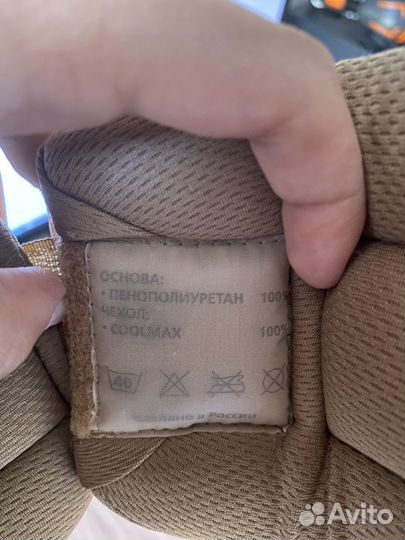 ОСНОВА:
• ПЕНОПОЛИУРЕТАН 100%
ЧЕХОЛ:
• COOLMAX 100%
40
СДЕЛАНО В РОССИИ
Avito